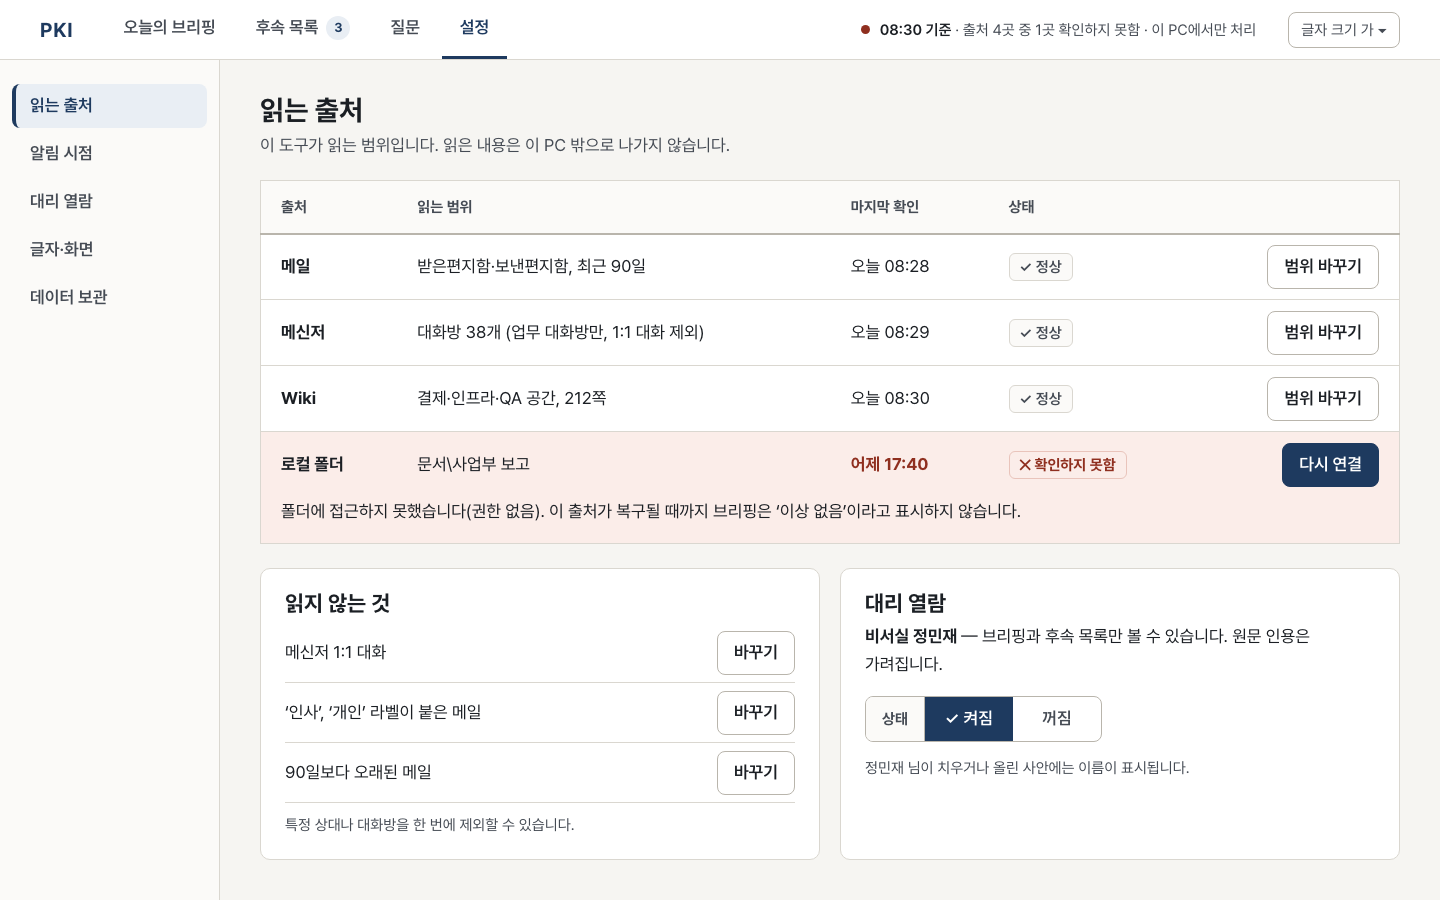 PKI
오늘의 브리핑
후속 목록 3
질문
설정
08:30 기준 · 출처 4곳 중 1곳 확인하지 못함 · 이 PC에서만 처리
글자 크기 가
읽는 출처
알림 시점
대리 열람
글자·화면
데이터 보관
읽는 출처
이 도구가 읽는 범위입니다. 읽은 내용은 이 PC 밖으로 나가지 않습니다.
출처 읽는 범위 마지막 확인 상태
메일 받은편지함·보낸편지함, 최근 90일 오늘 08:28 ✓ 정상 범위 바꾸기
메신저 대화방 38개 (업무 대화방만, 1:1 대화 제외) 오늘 08:29 ✓ 정상 범위 바꾸기
Wiki 결제·인프라·QA 공간, 212쪽 오늘 08:30 ✓ 정상 범위 바꾸기
로컬 폴더 문서\사업부 보고 어제 17:40 ✕ 확인하지 못함 다시 연결
폴더에 접근하지 못했습니다(권한 없음). 이 출처가 복구될 때까지 브리핑은 ‘이상 없음’이라고 표시하지 않습니다.
읽지 않는 것
메신저 1:1 대화 바꾸기
‘인사’, ‘개인’ 라벨이 붙은 메일 바꾸기
90일보다 오래된 메일 바꾸기
특정 상대나 대화방을 한 번에 제외할 수 있습니다.
대리 열람
비서실 정민재 — 브리핑과 후속 목록만 볼 수 있습니다. 원문 인용은
가려집니다.
상태 ✓ 켜짐 꺼짐
정민재 님이 치우거나 올린 사안에는 이름이 표시됩니다.